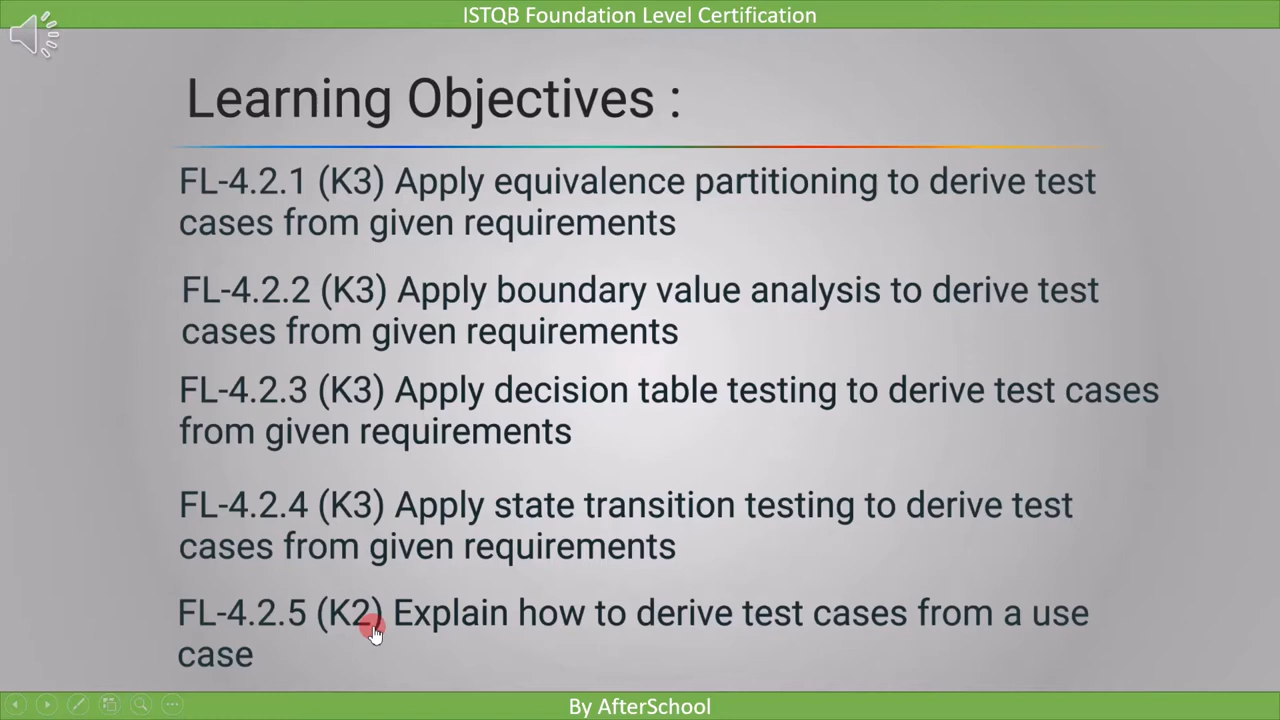 ISTQB Foundation Level Certification
Learning Objectives :
FL-4.2.1 (K3) Apply equivalence partitioning to derive test
cases from given requirements
FL-4.2.2 (K3) Apply boundary value analysis to derive test
cases from given requirements
FL-4.2.3 (K3) Apply decision table testing to derive test cases
from given requirements
FL-4.2.4 (K3) Apply state transition testing to derive test
cases from given requirements
FL-4.2.5 (K2) Explain how to derive test cases from a use
case
By AfterSchool